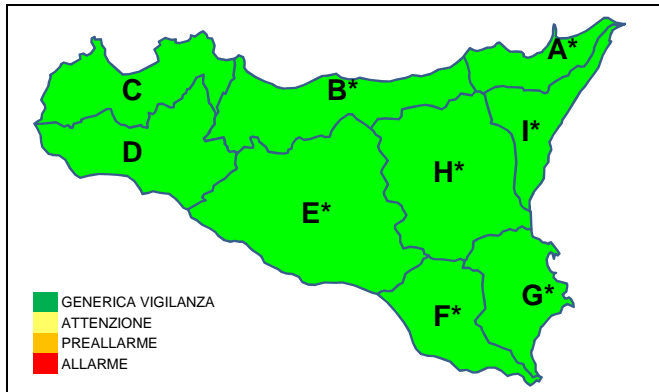 A*
C
B*
I*
D
H*
E*
G*
F*
GENERICA VIGILANZA
ATTENZIONE
PREALLARME
ALLARME